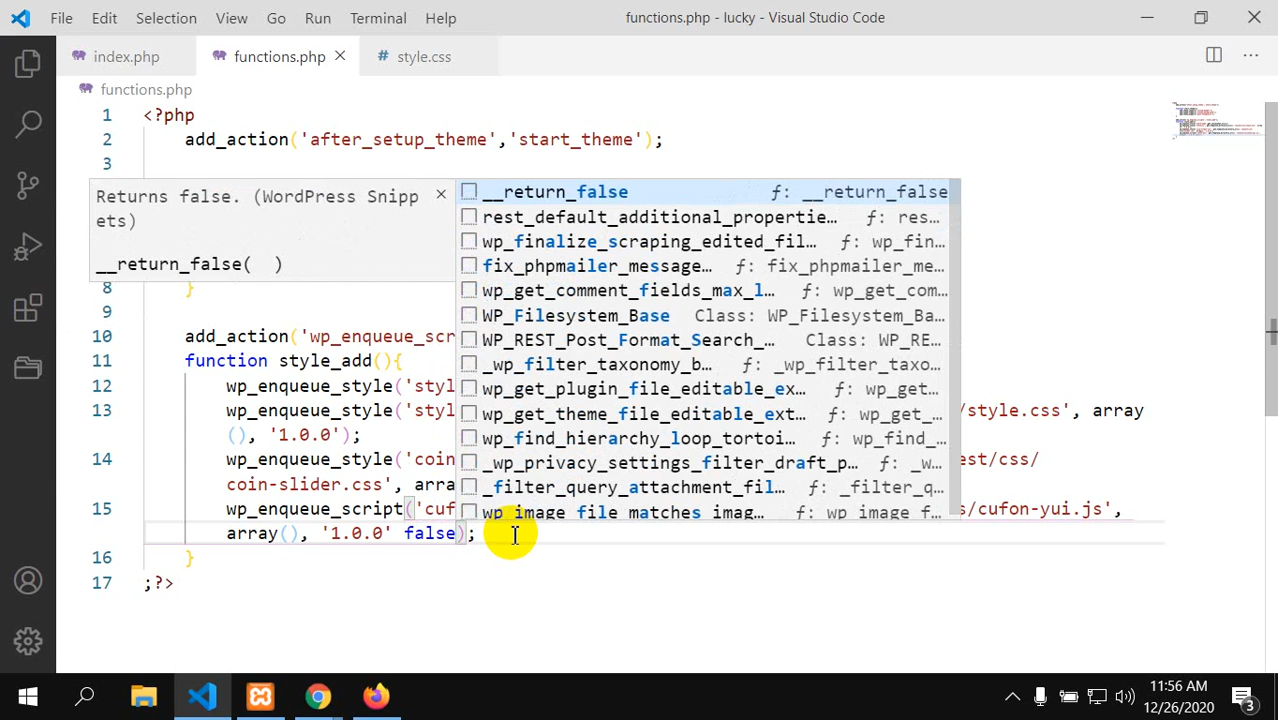 File Edit Selection View Go Run Terminal Help functions.php - lucky - Visual Studio Code
index.php functions.php style.css
functions.php
1 <?php
2 add_action('after_setup_theme','start_theme');
3
Returns false. (WordPress Snipp
ets)
__return_false( )
__return_false f: __return_false
rest_default_additional_propertie… f: res…
wp_finalize_scraping_edited_fil… f: wp_fin…
fix_phpmailer_message… f: fix_phpmailer_me…
wp_get_comment_fields_max_l… f: wp_get_com…
WP_Filesystem_Base Class: WP_Filesystem_Ba…
WP_REST_Post_Format_Search_… Class: WP_RE…
_wp_filter_taxonomy_b… f: _wp_filter_taxo…
wp_get_plugin_file_editable_ex… f: wp_get_…
wp_get_theme_file_editable_ext… f: wp_get_…
wp_find_hierarchy_loop_tortoi… f: wp_find_…
_wp_privacy_settings_filter_draft_p… f: _w…
_filter_query_attachment_fil… f: _filter_q…
wp_image_file_matches_imag… f: wp_image_f…
8 }
10 add_action('wp_enqueue_scr
11 function style_add(){
12 wp_enqueue_style('styl
13 wp_enqueue_style('styl /style.css', array
(), '1.0.0');
14 wp_enqueue_style('coin est/css/
coin-slider.css', arra
15 wp_enqueue_script('cuf s/cufon-yui.js',
array(), '1.0.0' false);
16 }
17 ;?>
11:56 AM
12/26/2020
3